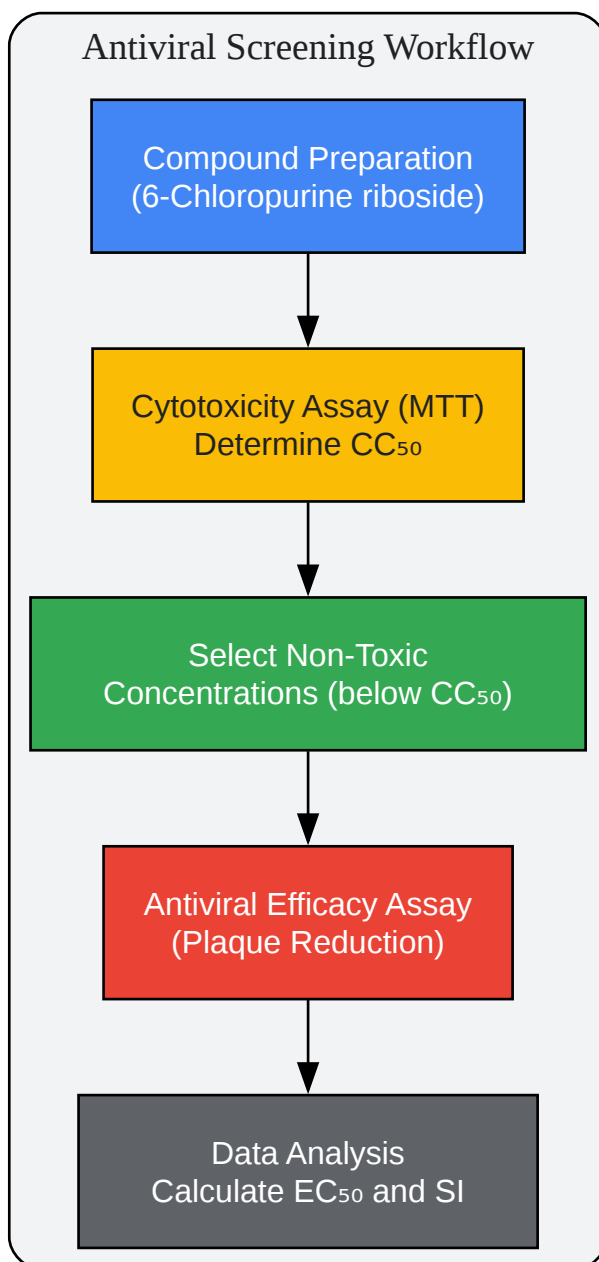 Antiviral Screening Workflow
Compound Preparation
(6-Chloropurine riboside)
Cytotoxicity Assay (MTT)
Determine CC₅₀
Select Non-Toxic
Concentrations (below CC₅₀)
Antiviral Efficacy Assay
(Plaque Reduction)
Data Analysis
Calculate EC₅₀ and SI